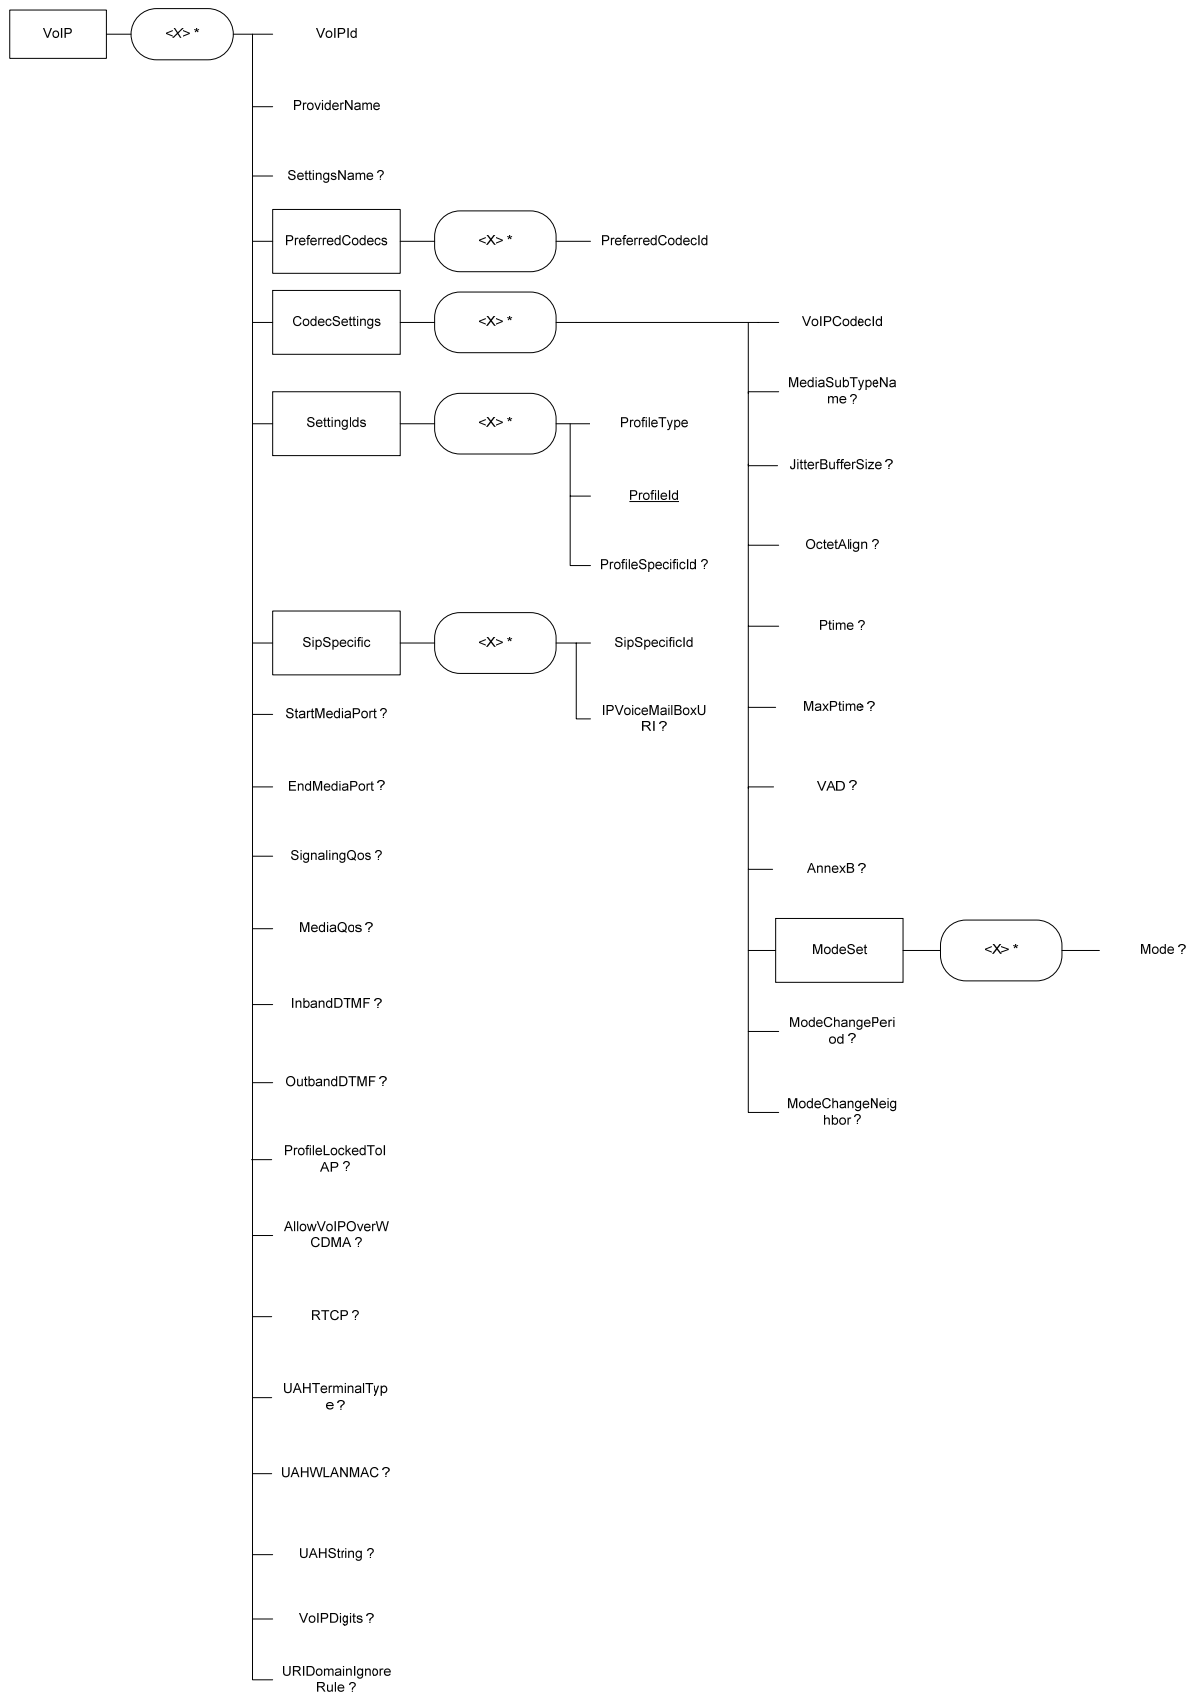 VoIP
<X> *
VoIPId
ProviderName
SettingsName ?
PreferredCodecs
<X> *
PreferredCodecId
CodecSettings
<X> *
VoIPCodecId
MediaSubTypeNa
me ?
JitterBufferSize ?
OctetAlign ?
Ptime ?
MaxPtime ?
VAD ?
AnnexB ?
ModeSet
<X> *
Mode ?
ModeChangePeri
od ?
ModeChangeNeig
hbor ?
SettingIds
<X> *
ProfileType
ProfileId
ProfileSpecificId ?
SipSpecific
<X> *
SipSpecificId
IPVoiceMailBoxU
RI ?
StartMediaPort ?
EndMediaPort ?
SignalingQos ?
MediaQos ?
InbandDTMF ?
OutbandDTMF ?
ProfileLockedToI
AP ?
AllowVoIPOverW
CDMA ?
RTCP ?
UAHTerminalTyp
e ?
UAHWLANMAC ?
UAHString ?
VoIPDigits ?
URIDomainIgnore
Rule ?